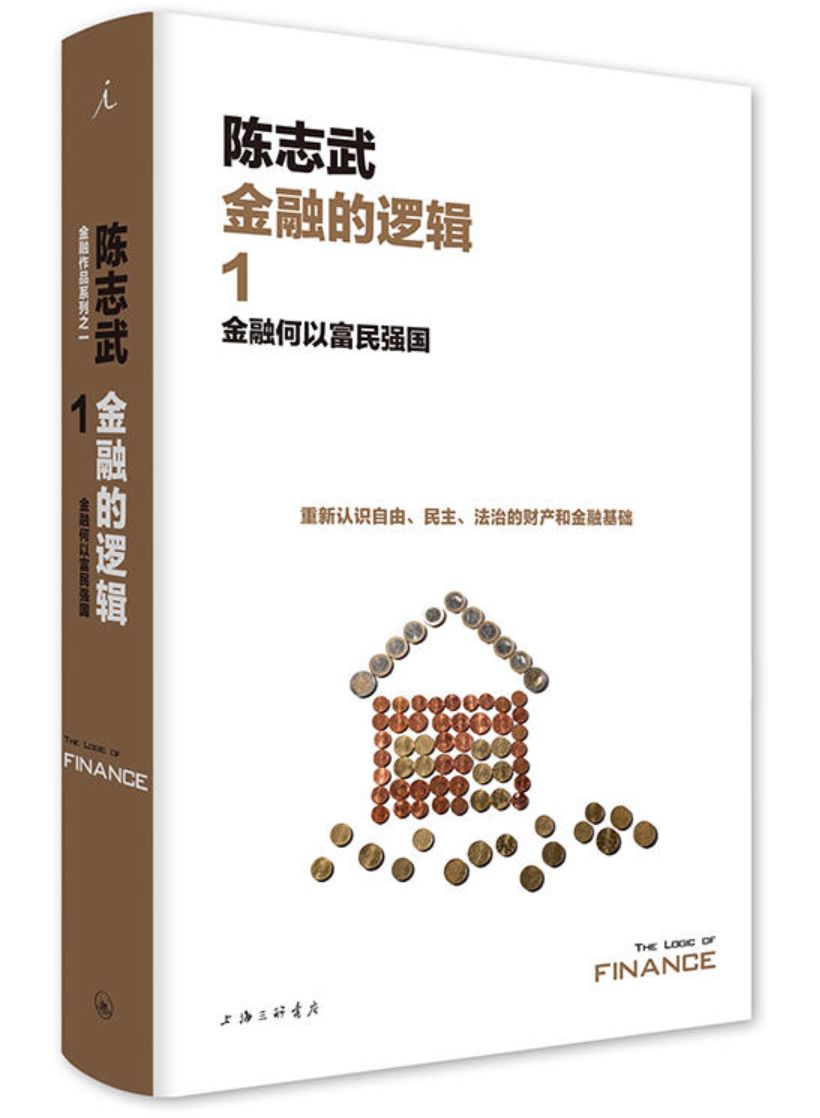 陈志武
金融的逻辑
1
金融何以富民强国
重新认识自由、民主、法治的财产和金融基础
THE LOGIC OF
FINANCE
上海三联书店
i
陈志武
金融作品系列之一
金融的逻辑
1
金融何以富民强国
THE LOGIC OF
FINANCE